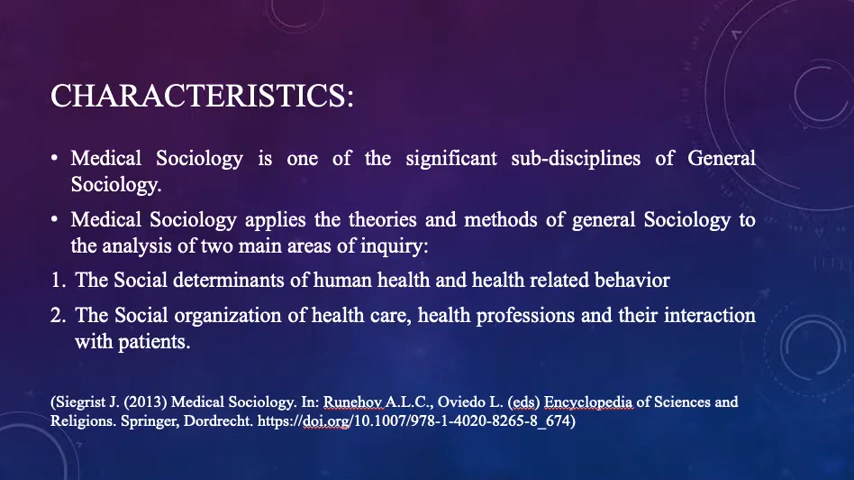 CHARACTERISTICS:
• Medical Sociology is one of the significant sub-disciplines of General
Sociology.
• Medical Sociology applies the theories and methods of general Sociology to
the analysis of two main areas of inquiry:
1. The Social determinants of human health and health related behavior
2. The Social organization of health care, health professions and their interaction
with patients.
(Siegrist J. (2013) Medical Sociology. In: Runehov A.L.C., Oviedo L. (eds) Encyclopedia of Sciences and
Religions. Springer, Dordrecht. https://doi.org/10.1007/978-1-4020-8265-8_674)